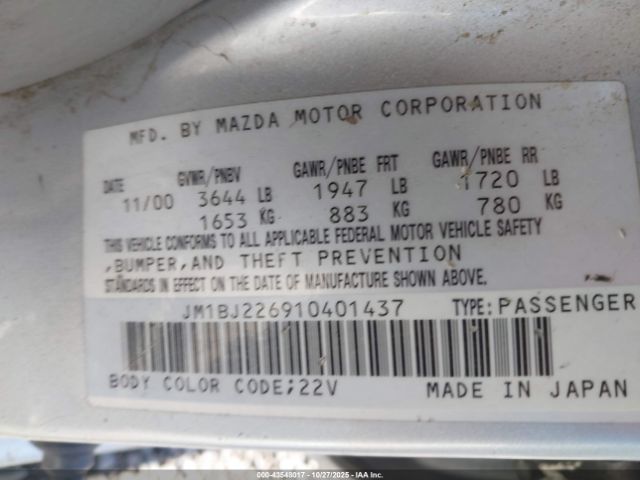 MFD. BY MAZDA MOTOR CORPORATION
DATE GVWR/PNBV GAWR/PNBE FRT GAWR/PNBE RR
11/00 3644 LB 1947 LB 1720 LB
1653 KG 883 KG 780 KG
THIS VEHICLE CONFORMS TO ALL APPLICABLE FEDERAL MOTOR VEHICLE SAFETY
,BUMPER,AND THEFT PREVENTION
STANDARDS IN EFFECT ON THE DATE OF MANUFACTURE SHOWN ABOVE.
JM1BJ226910401437 TYPE:PASSENGER
BODY COLOR CODE;22V MADE IN JAPAN
000-43548017 - 10/27/2025 - IAA Inc.